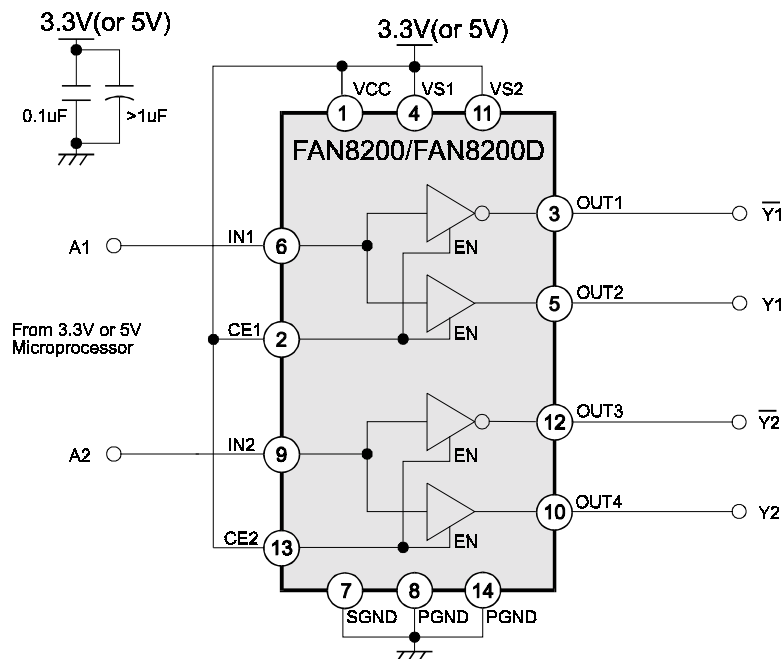 3.3V(or 5V)
3.3V(or 5V)
0.1uF
>1uF
VCC
VS1
VS2
1
4
11
FAN8200/FAN8200D
A1
IN1
6
EN
3
OUT1
Y1
EN
5
OUT2
Y1
From 3.3V or 5V
Microprocessor
CE1
2
A2
IN2
9
EN
12
OUT3
Y2
EN
10
OUT4
Y2
CE2
13
7
8
14
SGND
PGND
PGND